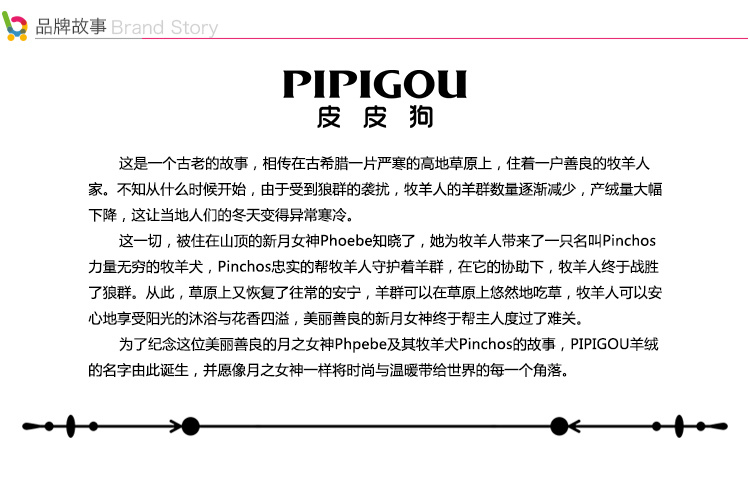 品牌故事 Brand Story
PIPIGOU
皮皮狗
这是一个古老的故事，相传在古希腊一片严寒的高地草原上，住着一户善良的牧羊人
家。不知从什么时候开始，由于受到狼群的袭扰，牧羊人的羊群数量逐渐减少，产绒量大幅
下降，这让当地人们的冬天变得异常寒冷。
这一切，被住在山顶的新月女神Phoebe知晓了，她为牧羊人带来了一只名叫Pinchos
力量无穷的牧羊犬，Pinchos忠实的帮牧羊人守护着羊群，在它的协助下，牧羊人终于战胜
了狼群。从此，草原上又恢复了往常的安宁，羊群可以在草原上悠然地吃草，牧羊人可以安
心地享受阳光的沐浴与花香四溢，美丽善良的新月女神终于帮主人度过了难关。
为了纪念这位美丽善良的月之女神Phpebe及其牧羊犬Pinchos的故事，PIPIGOU羊绒
的名字由此诞生，并愿像月之女神一样将时尚与温暖带给世界的每一个角落。